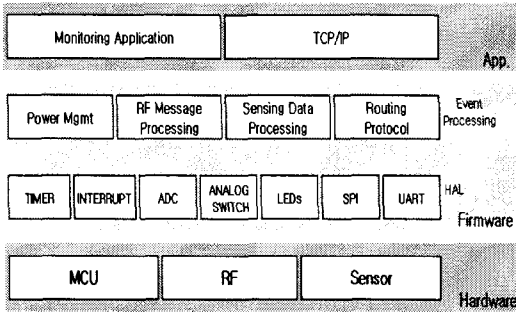 Monitoring Application TCP/IP
App.
Power Mgmt RF Message Processing Sensing Data Processing Routing Protocol Event Processing
TIMER INTERRUPT ADC ANALOG SWITCH LEDs SPI UART HAL
Firmware
MCU RF Sensor
Hardware